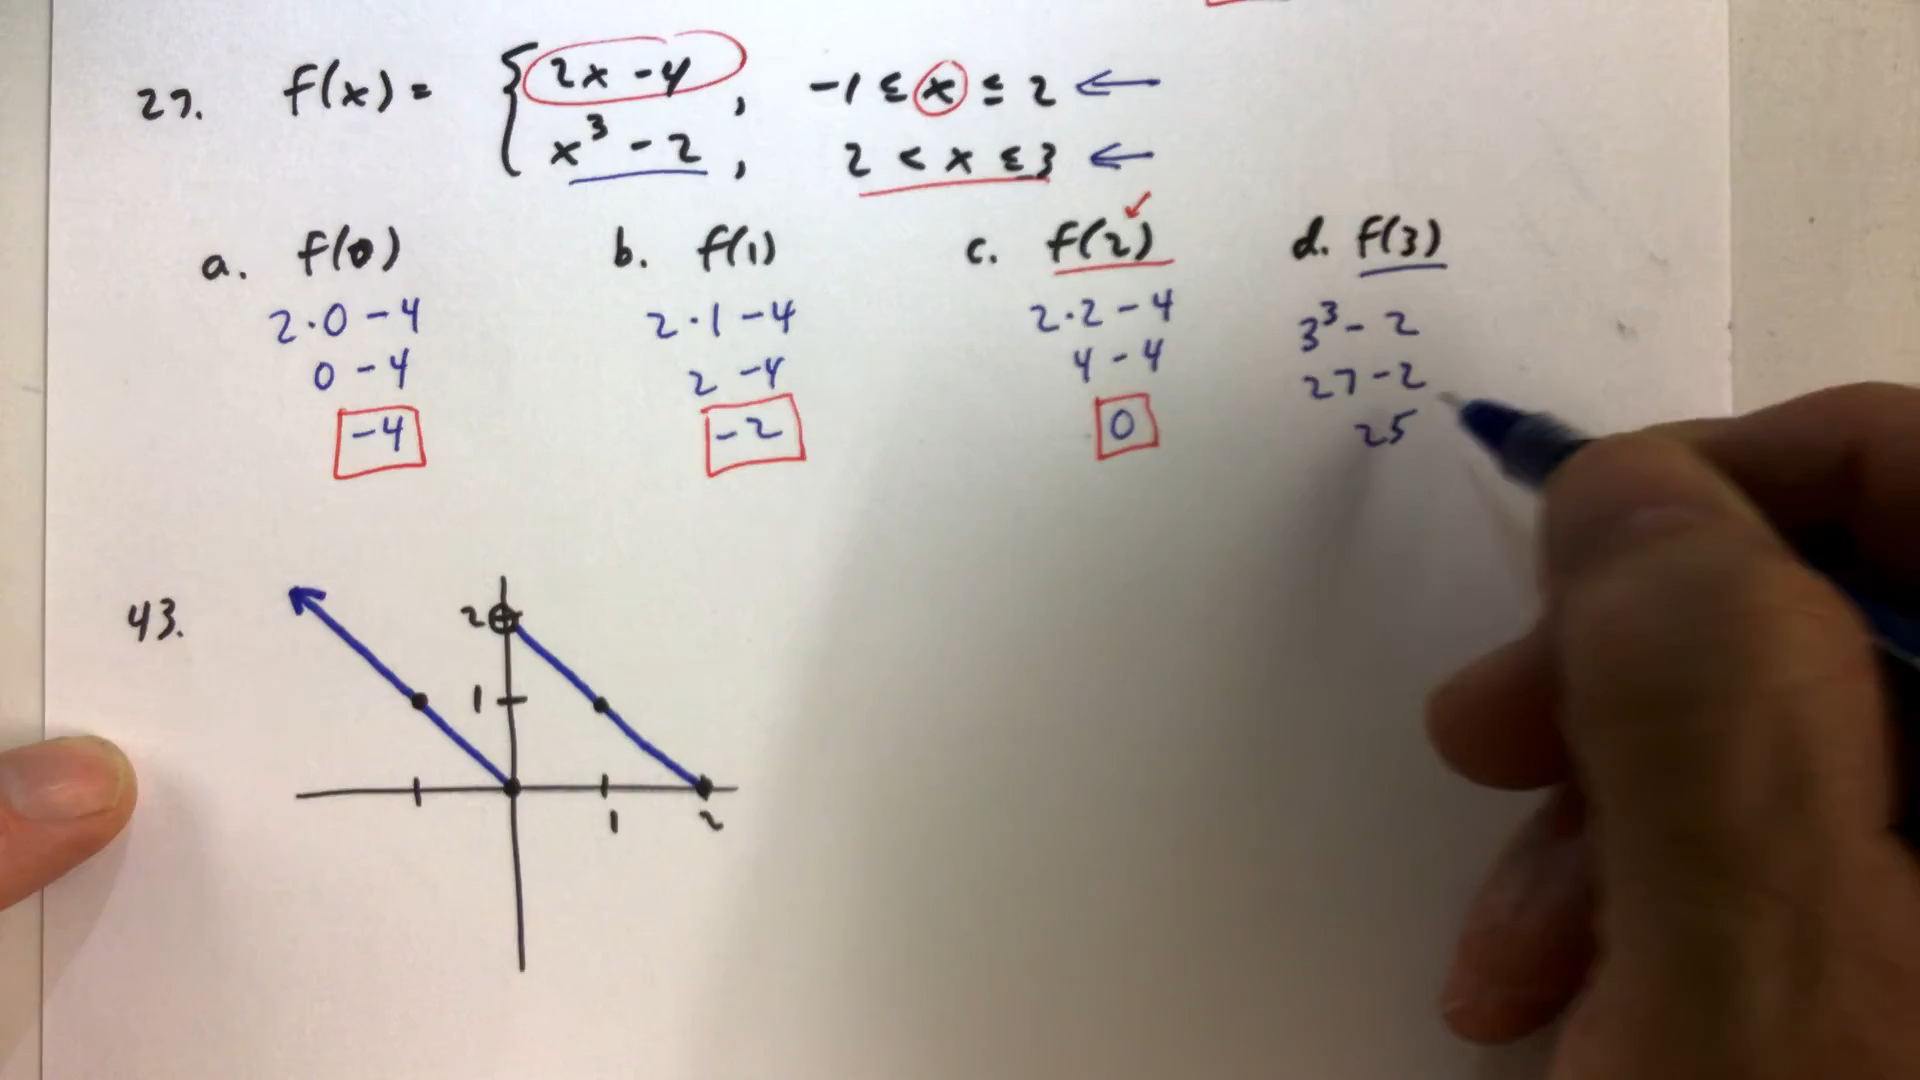 27. f(x) = { 2x - 4, -1 ≤ x ≤ 2 ←
x³ - 2, 2 < x ≤ 3 ←
a. f(0) b. f(1) c. f(2) ✓ d. f(3)
2·0 - 4 2·1 - 4 2·2 - 4 3³ - 2
0 - 4 2 - 4 4 - 4 27 - 2
-4 -2 0 25
43. 2
1
1 2